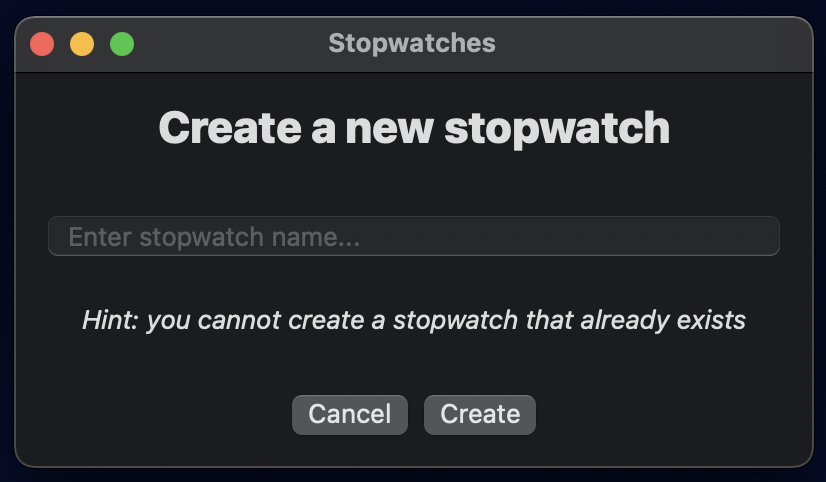 Stopwatches
Create a new stopwatch
Enter stopwatch name...
Hint: you cannot create a stopwatch that already exists
Cancel Create